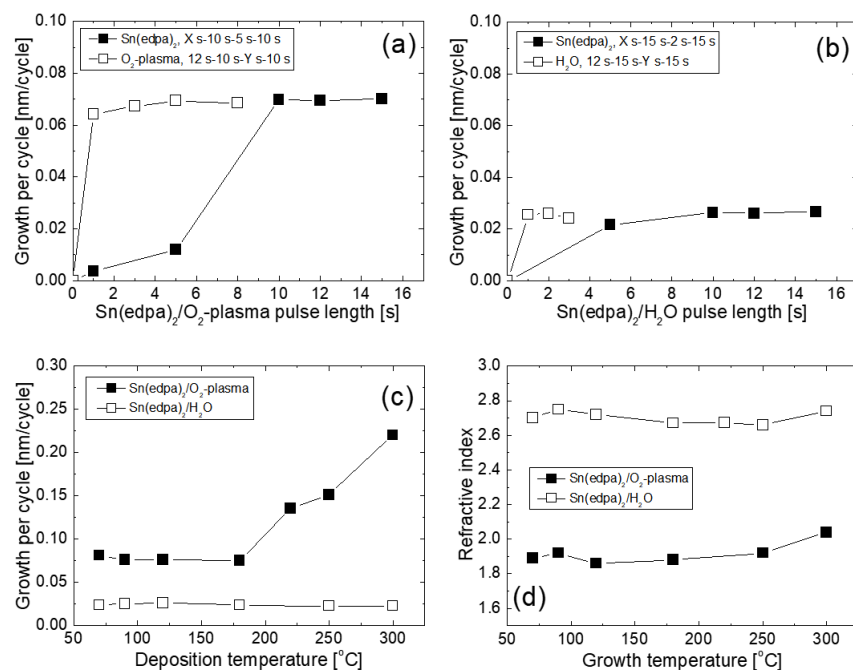 (a)
Sn(edpa)₂, X s-10 s-5 s-10 s
O₂-plasma, 12 s-10 s-Y s-10 s
Growth per cycle [nm/cycle]
0.10
0.08
0.06
0.04
0.02
0.00
0 2 4 6 8 10 12 14 16
Sn(edpa)₂/O₂-plasma pulse length [s]
(b)
Sn(edpa)₂, X s-15 s-2 s-15 s
H₂O, 12 s-15 s-Y s-15 s
Growth per cycle [nm/cycle]
0.10
0.08
0.06
0.04
0.02
0.00
0 2 4 6 8 10 12 14 16
Sn(edpa)₂/H₂O pulse length [s]
(c)
Sn(edpa)₂/O₂-plasma
Sn(edpa)₂/H₂O
Growth per cycle [nm/cycle]
0.30
0.25
0.20
0.15
0.10
0.05
0.00
50 100 150 200 250 300
Deposition temperature [°C]
Refractive index
3.0
2.8
2.6
2.4
2.2
2.0
1.8
1.6
Sn(edpa)₂/O₂-plasma
Sn(edpa)₂/H₂O
(d)
50 100 150 200 250 300
Growth temperature [°C]